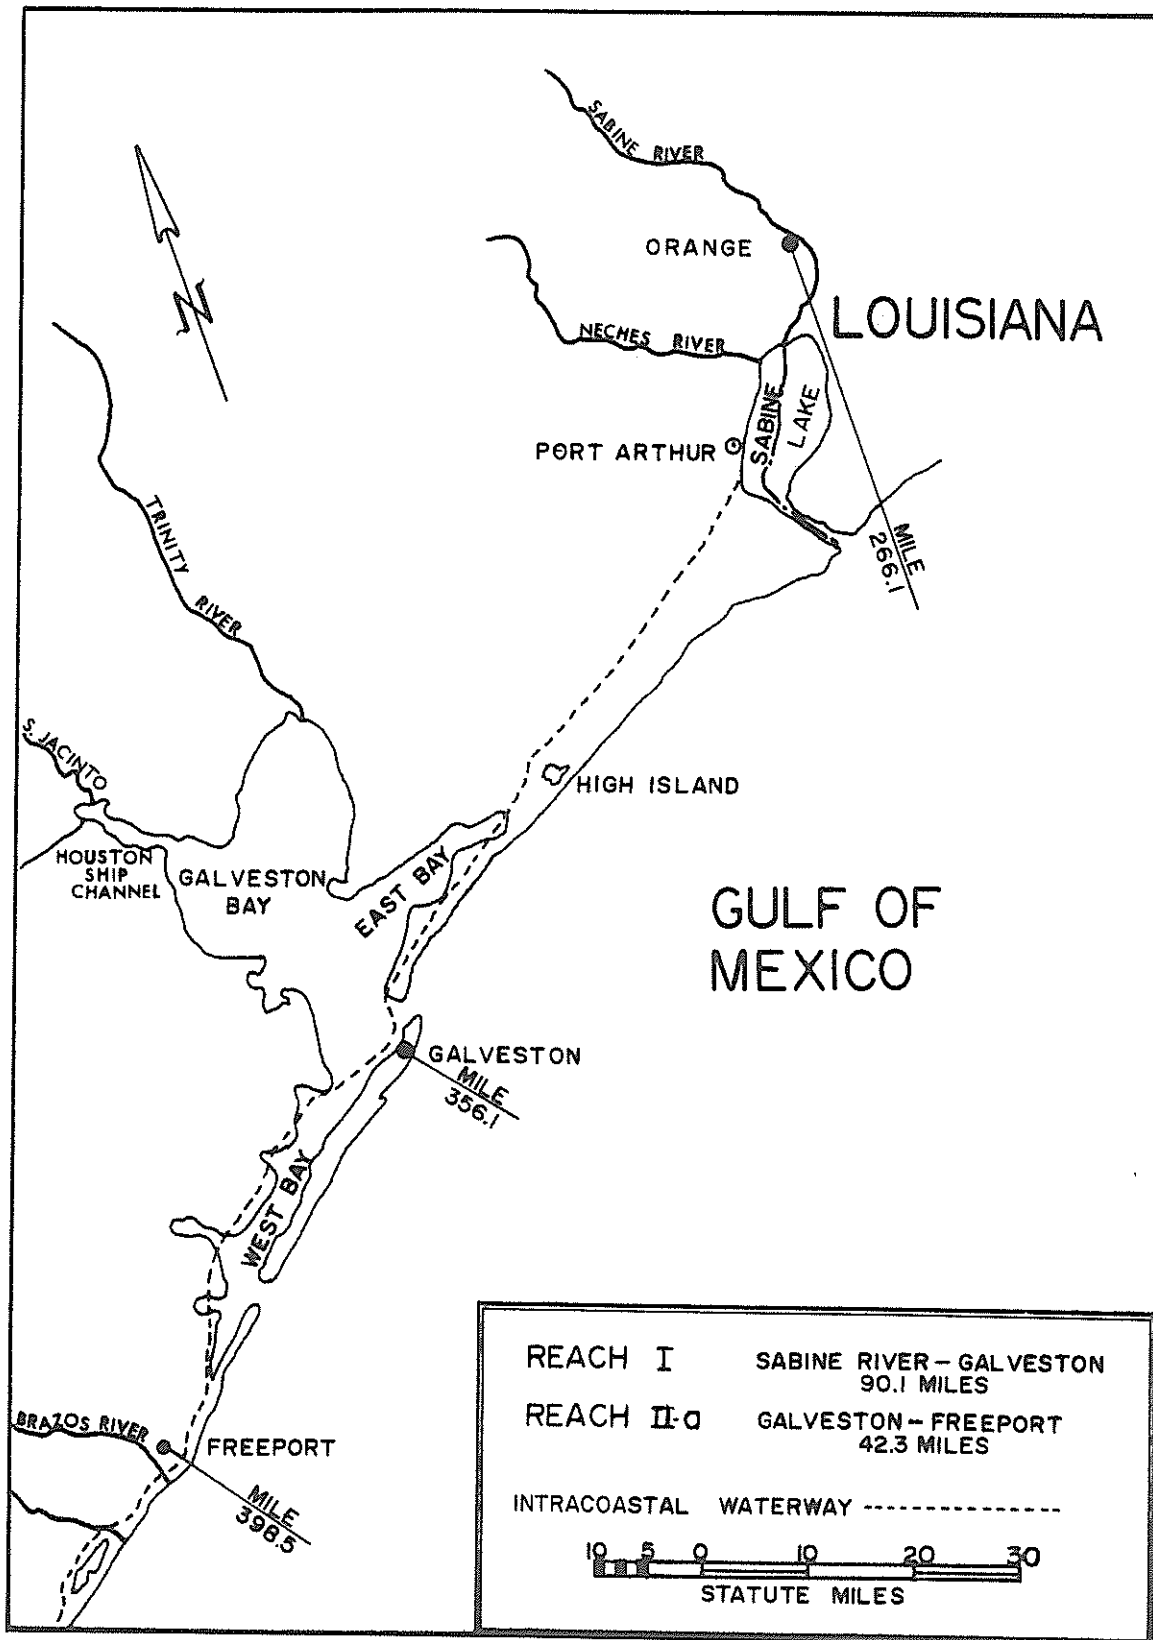 SABINE RIVER
ORANGE
LOUISIANA
NECHES RIVER
SABINE
LAKE
PORT ARTHUR
MILE
266.1
N
TRINITY
RIVER
S. JACINTO
HIGH ISLAND
HOUSTON
SHIP
CHANNEL
GALVESTON
BAY
EAST BAY
GULF OF
MEXICO
GALVESTON
MILE
356.1
WEST BAY
BRAZOS RIVER
FREEPORT
MILE
398.5
REACH I SABINE RIVER - GALVESTON
90.1 MILES
REACH II-a GALVESTON - FREEPORT
42.3 MILES
INTRACOASTAL WATERWAY
10 5 0 10 20 30
STATUTE MILES